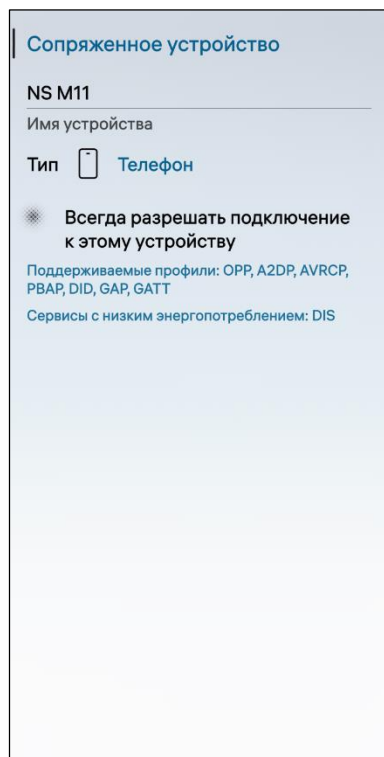 Сопряженное устройство
NS M11
Имя устройства
Тип Телефон
Всегда разрешать подключение
к этому устройству
Поддерживаемые профили: OPP, A2DP, AVRCP,
PBAP, DID, GAP, GATT
Сервисы с низким энергопотреблением: DIS